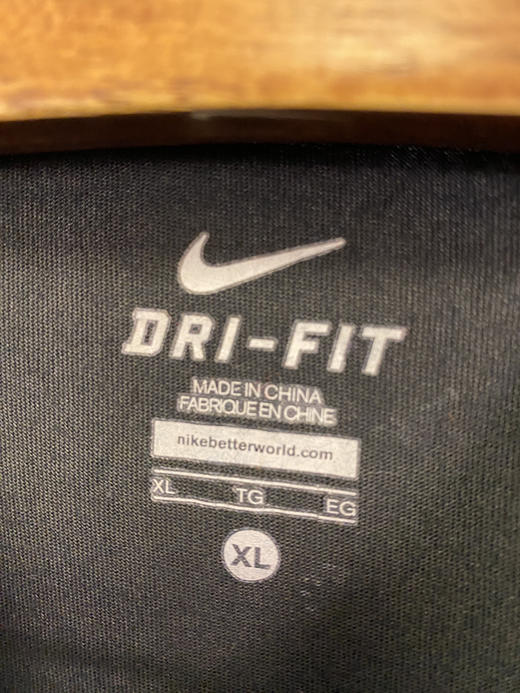 DRI-FIT
MADE IN CHINA
FABRIQUE EN CHINE
nikebetterworld.com
XL TG EG
XL